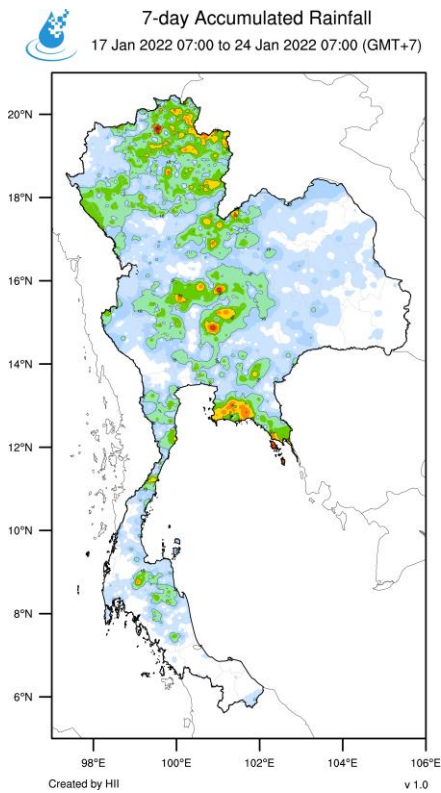 7-day Accumulated Rainfall
17 Jan 2022 07:00 to 24 Jan 2022 07:00 (GMT+7)
20°N
18°N
16°N
14°N
12°N
10°N
8°N
6°N
98°E 100°E 102°E 104°E 106°E
Created by HII v 1.0